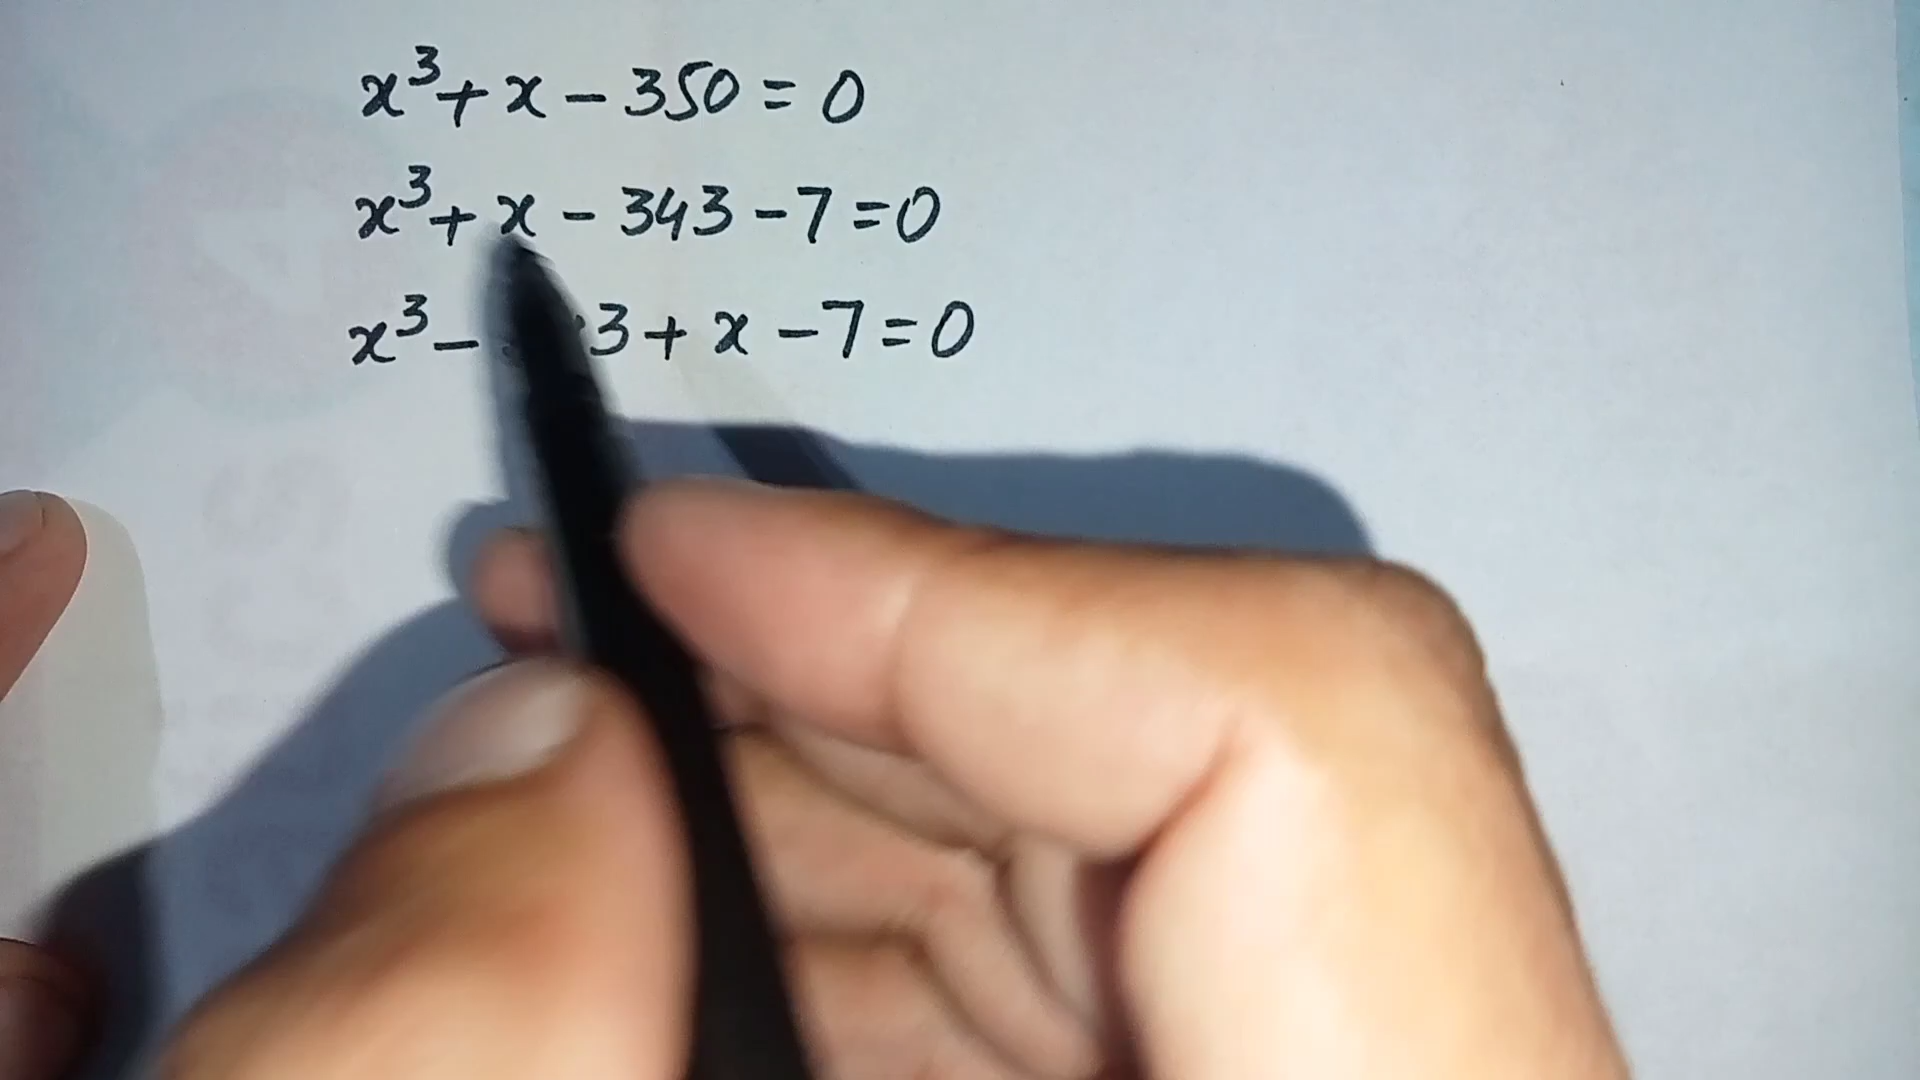 x³ + x - 350 = 0
x³ + x - 343 - 7 = 0
x³ - 3 + x - 7 = 0